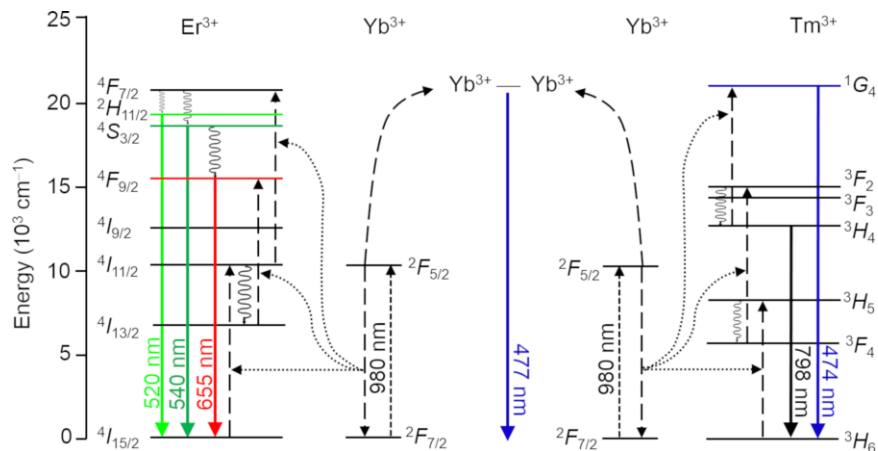 25
20
15
10
5
0
Energy (10³ cm⁻¹)
Er³⁺
Yb³⁺
Yb³⁺
Tm³⁺
⁴F₇/₂
²H₁₁/₂
⁴S₃/₂
⁴F₉/₂
⁴I₉/₂
⁴I₁₁/₂
⁴I₁₃/₂
⁴I₁₅/₂
520 nm
540 nm
655 nm
²F₅/₂
980 nm
²F₇/₂
Yb³⁺ — Yb³⁺
477 nm
²F₅/₂
980 nm
²F₇/₂
¹G₄
³F₂
³F₃
³H₄
³H₅
³F₄
³H₆
798 nm
474 nm